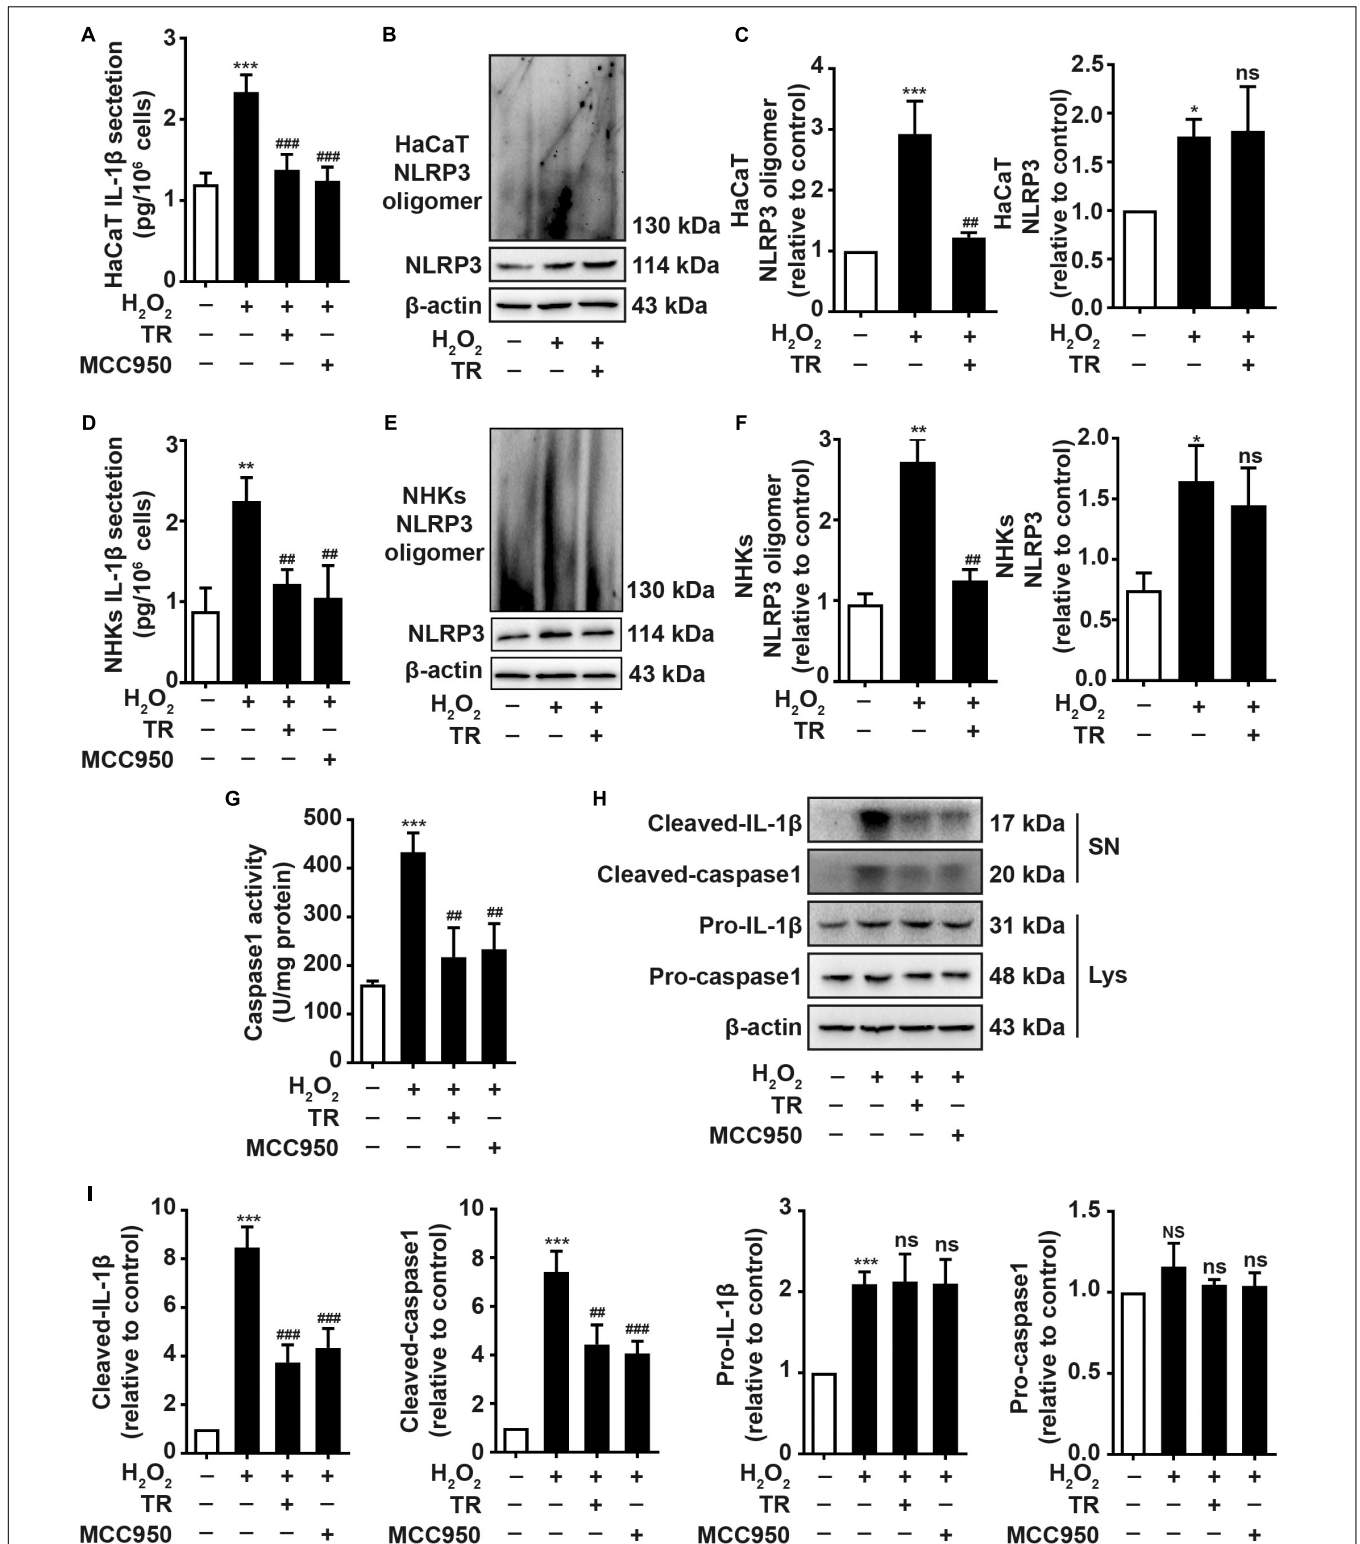 A
HaCaT IL-1β sectetion
(pg/10⁶ cells)
3
2
1
0
***
###
###
H₂O₂ – + + +
TR – – + –
MCC950 – – – +
B
HaCaT
NLRP3
oligomer
130 kDa
NLRP3 114 kDa
β-actin 43 kDa
H₂O₂ – + +
TR – – +
C
HaCaT
NLRP3 oligomer
(relative to control)
4
3
2
1
0
***
##
H₂O₂ – + +
TR – – +
HaCaT
NLRP3
(relative to control)
2.5
2.0
1.5
1.0
0.5
0.0
*
ns
H₂O₂ – + +
TR – – +
D
NHKs IL-1β sectetion
(pg/10⁶ cells)
3
2
1
0
**
##
##
H₂O₂ – + + +
TR – – + –
MCC950 – – – +
E
NHKs
NLRP3
oligomer
130 kDa
NLRP3 114 kDa
β-actin 43 kDa
H₂O₂ – + +
TR – – +
F
NHKs
NLRP3 oligomer
(relative to control)
3
2
1
0
**
##
H₂O₂ – + +
TR – – +
NHKs
NLRP3
(relative to control)
2.0
1.5
1.0
0.5
0.0
*
ns
H₂O₂ – + +
TR – – +
G
Caspase1 activity
(U/mg protein)
500
400
300
200
100
0
***
##
##
H₂O₂ – + + +
TR – – + –
MCC950 – – – +
H
Cleaved-IL-1β 17 kDa
SN
Cleaved-caspase1 20 kDa
Pro-IL-1β 31 kDa
Pro-caspase1 48 kDa
Lys
β-actin 43 kDa
H₂O₂ – + + +
TR – – + –
MCC950 – – – +
I
Cleaved-IL-1β
(relative to control)
10
8
6
4
2
0
***
###
###
H₂O₂ – + + +
TR – – + –
MCC950 – – – +
Cleaved-caspase1
(relative to control)
10
8
6
4
2
0
***
##
###
H₂O₂ – + + +
TR – – + –
MCC950 – – – +
Pro-IL-1β
(relative to control)
3
2
1
0
***
ns
ns
H₂O₂ – + + +
TR – – + –
MCC950 – – – +
Pro-caspase1
(relative to control)
1.5
1.0
0.5
0.0
NS
ns
ns
H₂O₂ – + + +
TR – – + –
MCC950 – – – +